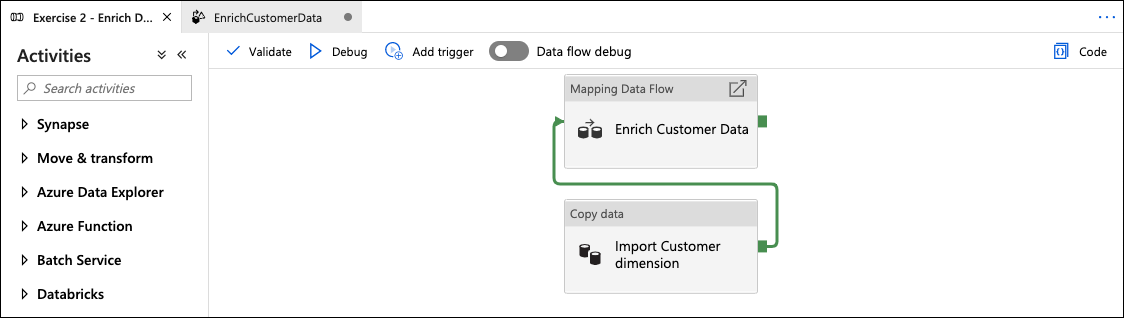 Exercise 2 - Enrich D...
EnrichCustomerData
Activities
Validate
Debug
Add trigger
Data flow debug
Code
Search activities
Synapse
Move & transform
Azure Data Explorer
Azure Function
Batch Service
Databricks
Mapping Data Flow
Enrich Customer Data
Copy data
Import Customer
dimension